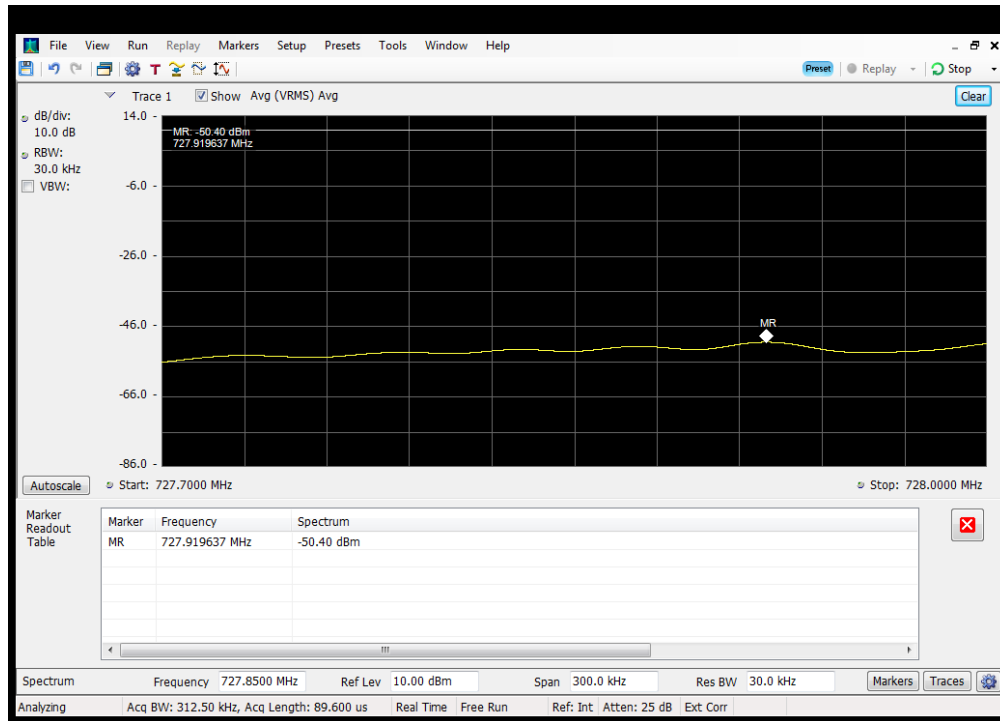 File View Run Replay Markers Setup Presets Tools Window Help
T Preset Replay Stop
Trace 1 Show Avg (VRMS) Avg Clear
dB/div:
10.0 dB
RBW:
30.0 kHz
VBW:
14.0 -
MR: -50.40 dBm
727.919637 MHz
-6.0 -
-26.0 -
-46.0 -
MR
-66.0 -
-86.0 -
Autoscale Start: 727.7000 MHz Stop: 728.0000 MHz
Marker
Readout
Table
Marker Frequency Spectrum
MR 727.919637 MHz -50.40 dBm
Spectrum Frequency 727.8500 MHz Ref Lev 10.00 dBm Span 300.0 kHz Res BW 30.0 kHz Markers Traces
Analyzing Acq BW: 312.50 kHz, Acq Length: 89.600 us Real Time Free Run Ref: Int Atten: 25 dB Ext Corr